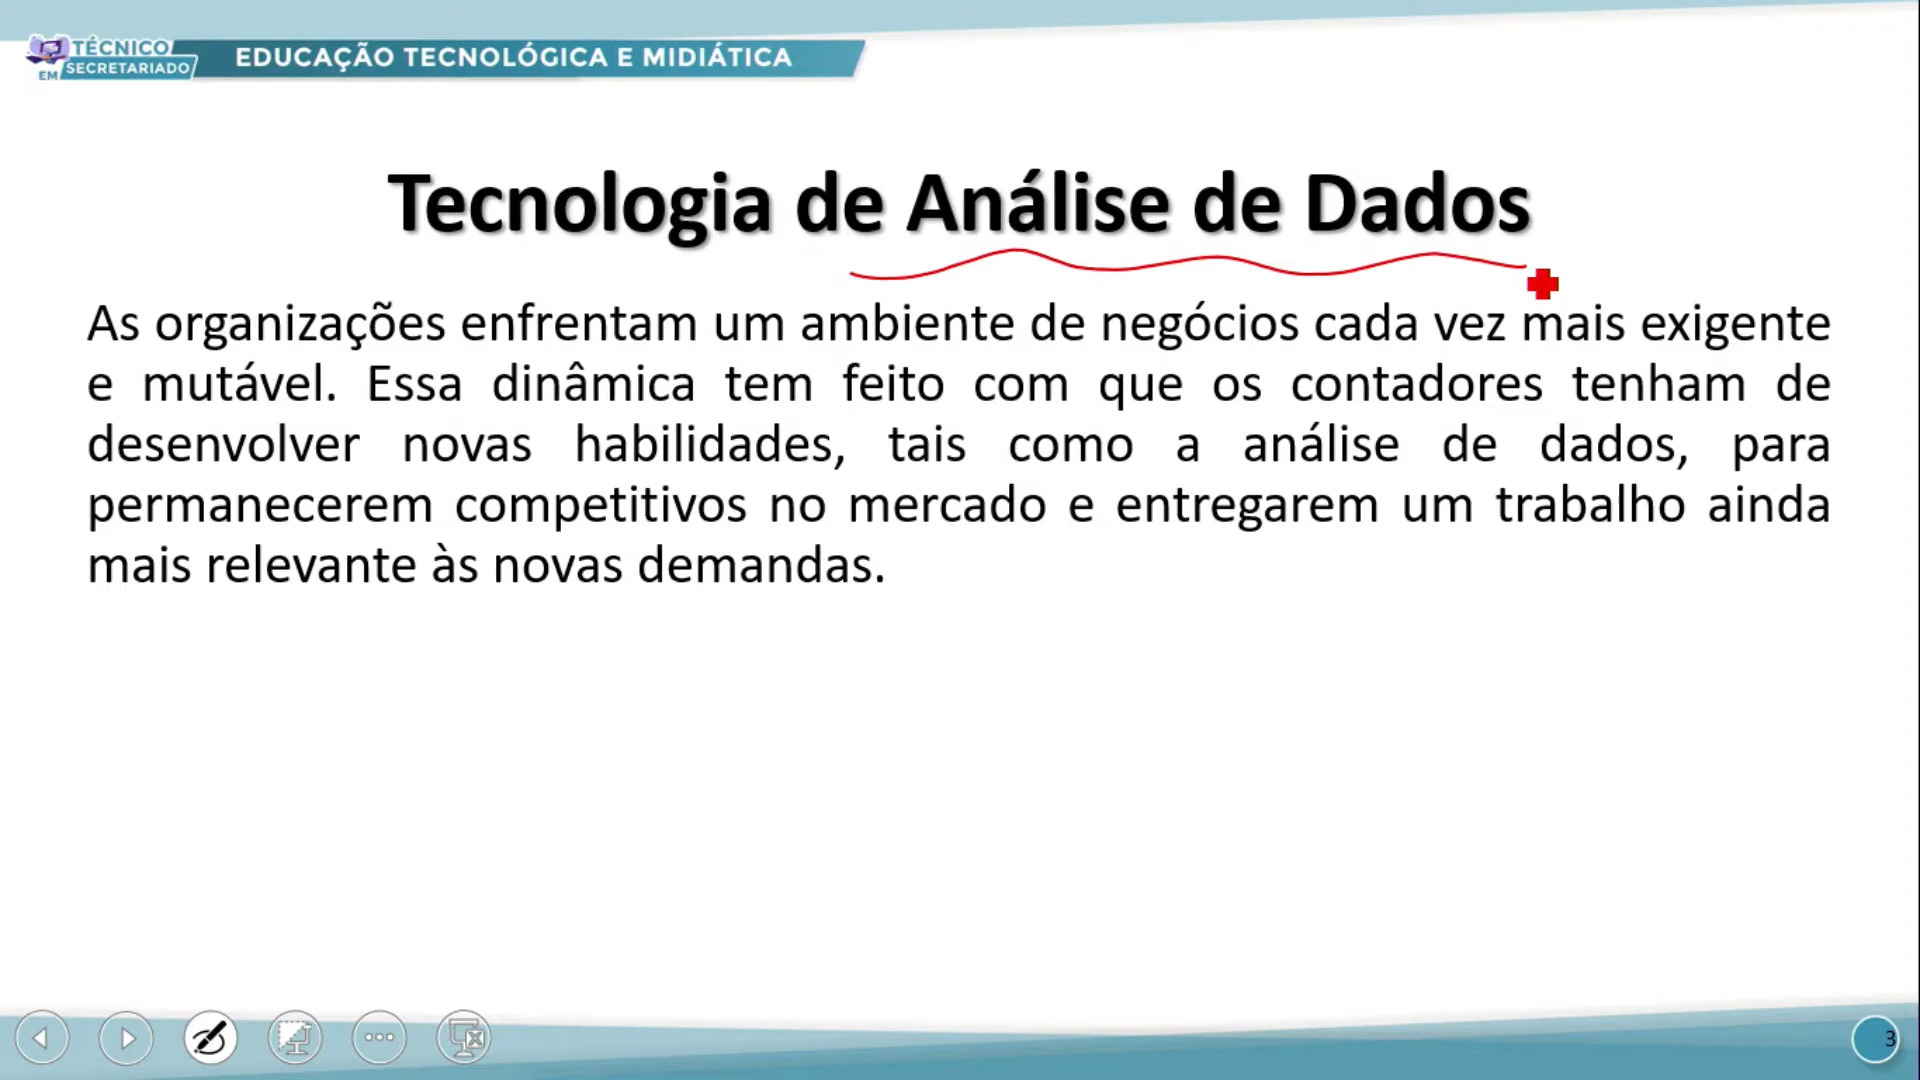 TÉCNICO
EM SECRETARIADO
EDUCAÇÃO TECNOLÓGICA E MIDIÁTICA
Tecnologia de Análise de Dados
As organizações enfrentam um ambiente de negócios cada vez mais exigente
e mutável. Essa dinâmica tem feito com que os contadores tenham de
desenvolver novas habilidades, tais como a análise de dados, para
permanecerem competitivos no mercado e entregarem um trabalho ainda
mais relevante às novas demandas.
3